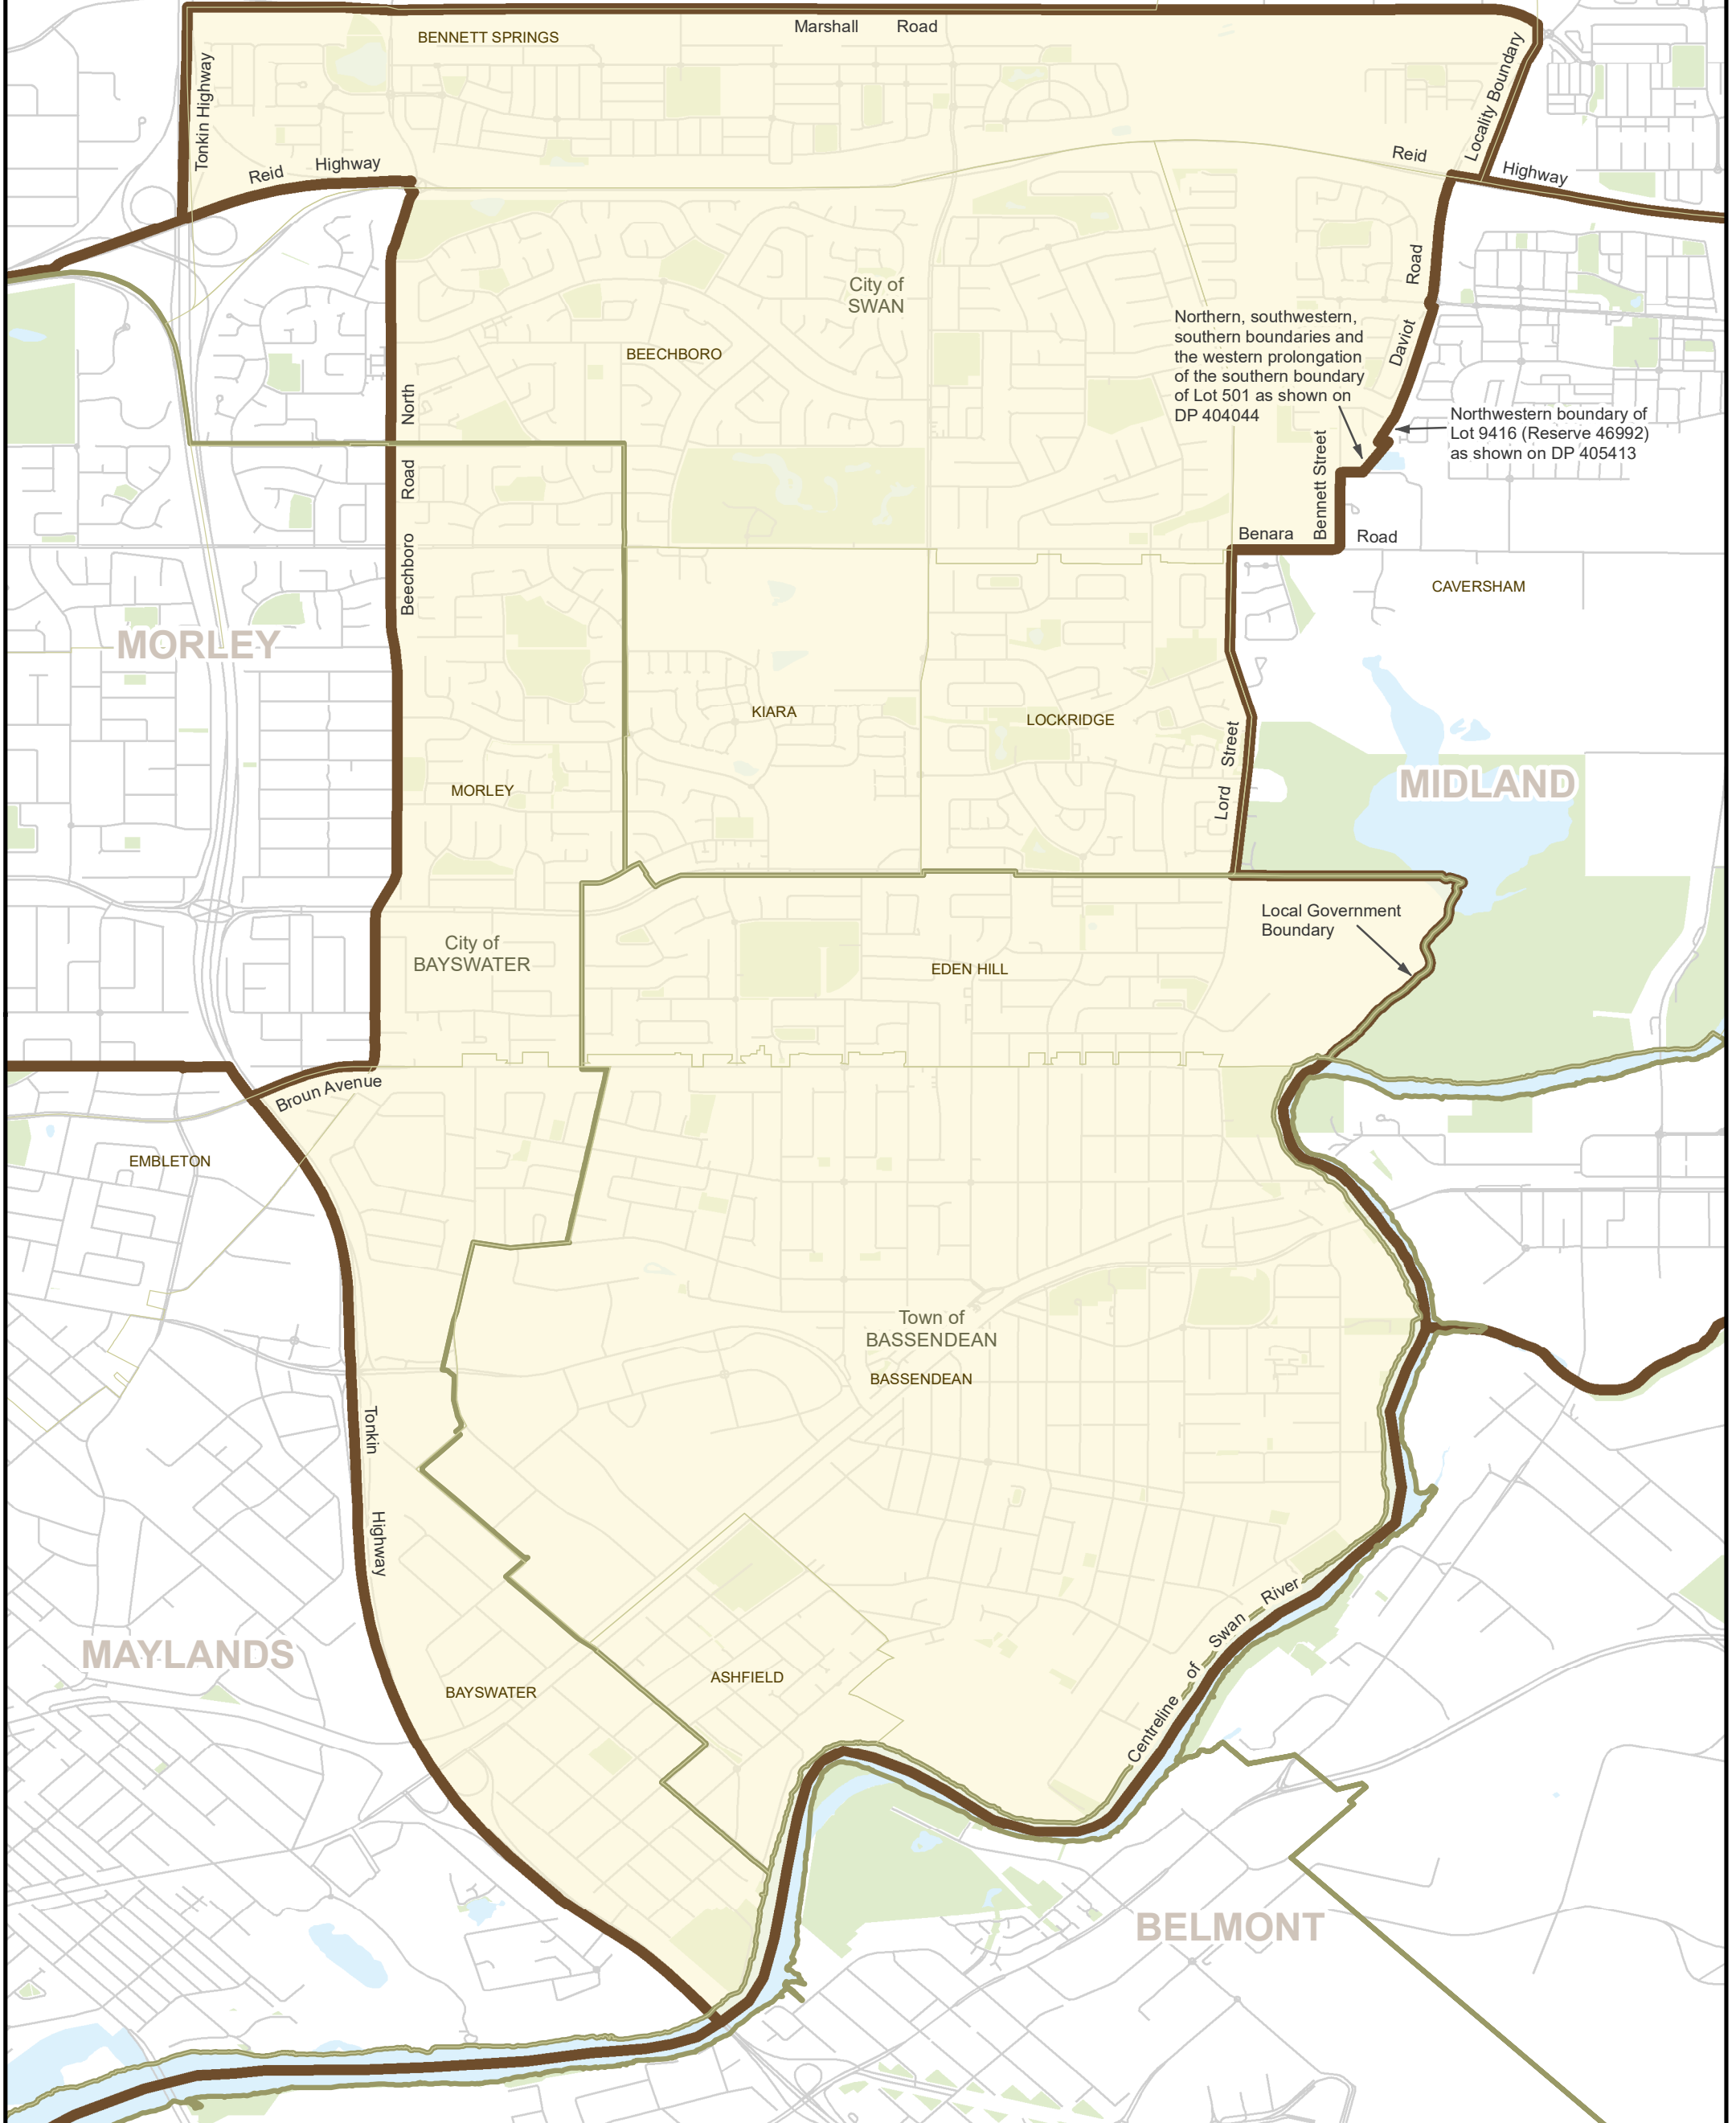 Marshall Road
BENNETT SPRINGS
Tonkin Highway
Locality Boundary
Reid Highway
Reid
Highway
City of
SWAN
Road
Daviot
Northern, southwestern,
southern boundaries and
the western prolongation
of the southern boundary
of Lot 501 as shown on
DP 404044
BEECHBORO
North
Road
Beechboro
Northwestern boundary of
Lot 9416 (Reserve 46992)
as shown on DP 405413
Bennett Street
Benara
Road
CAVERSHAM
MORLEY
KIARA
LOCKRIDGE
Street
Lord
MIDLAND
MORLEY
Local Government
Boundary
City of
BAYSWATER
EDEN HILL
Broun Avenue
EMBLETON
Town of
BASSENDEAN
BASSENDEAN
Tonkin
Highway
Centreline of Swan River
MAYLANDS
ASHFIELD
BAYSWATER
BELMONT